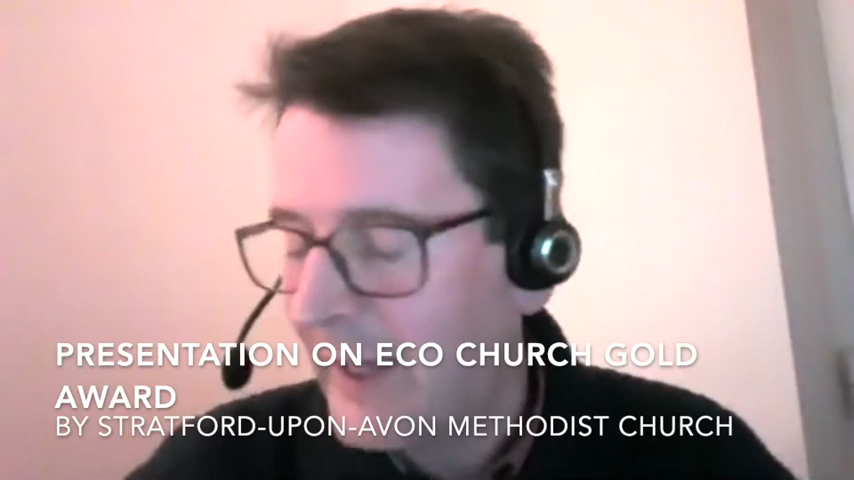 PRESENTATION ON ECO CHURCH GOLD
AWARD
BY STRATFORD-UPON-AVON METHODIST CHURCH